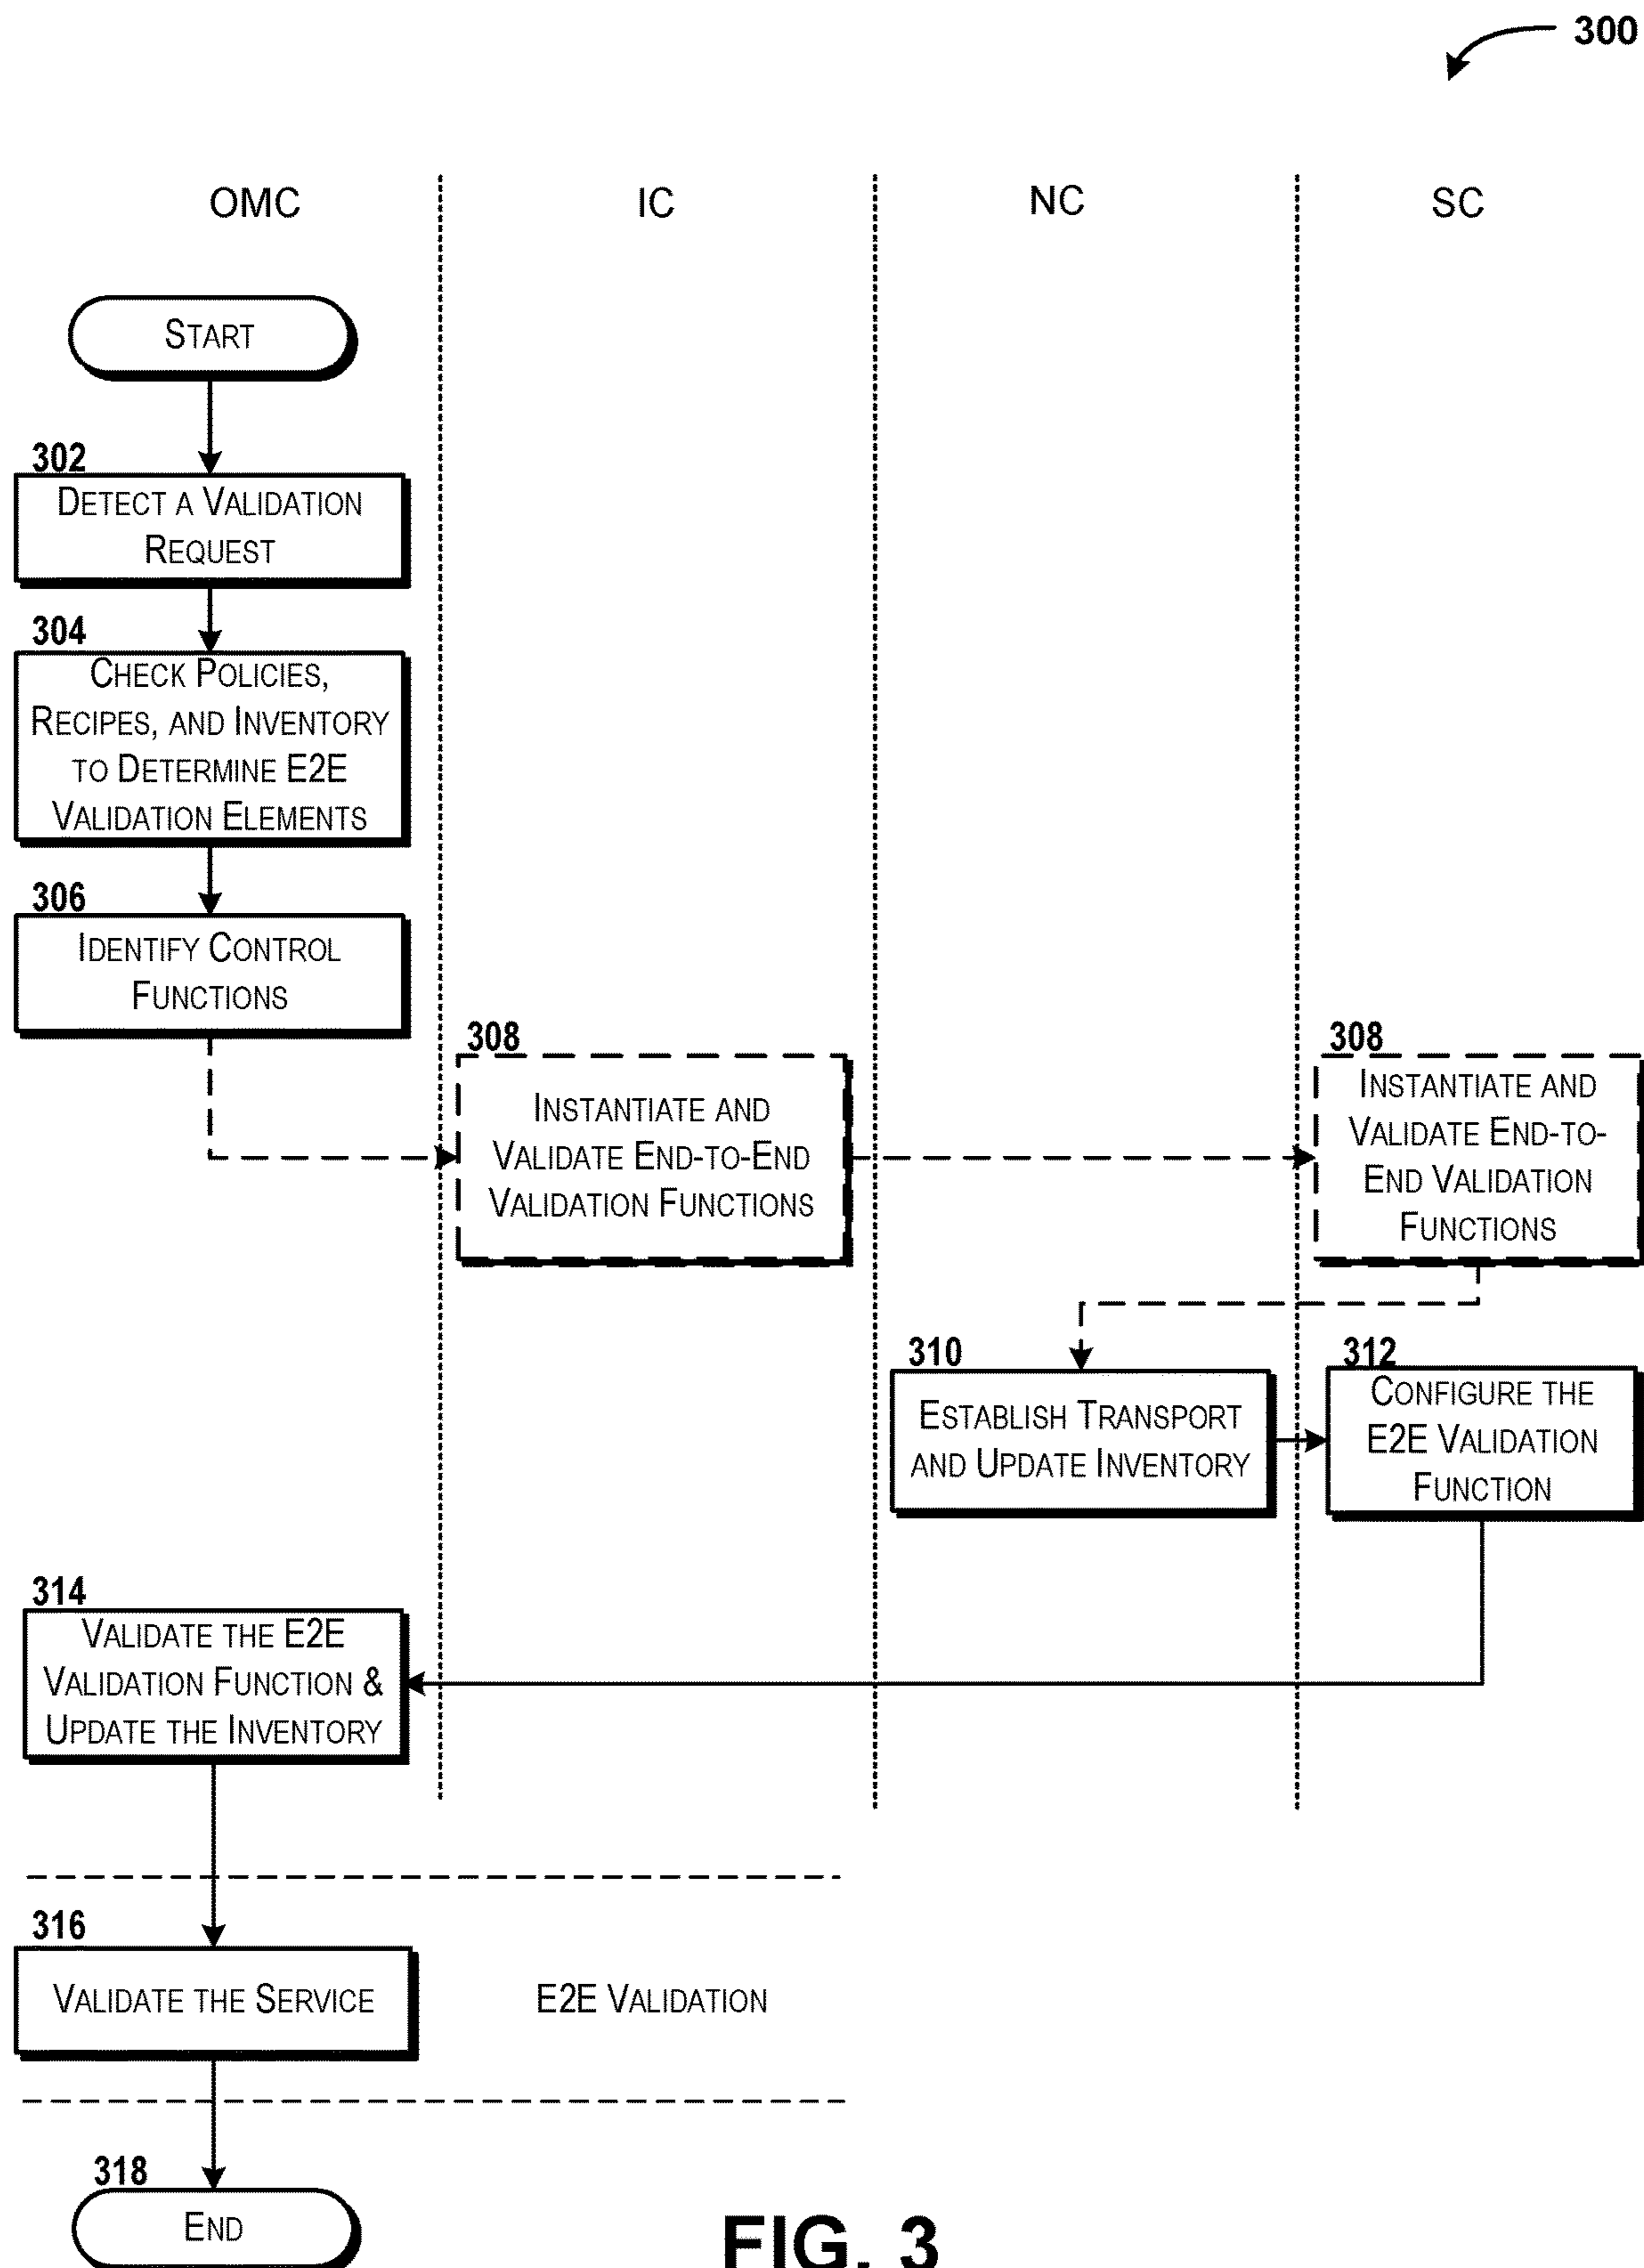 300
OMC
IC
NC
SC
START
302
DETECT A VALIDATION
REQUEST
304
CHECK POLICIES,
RECIPES, AND INVENTORY
TO DETERMINE E2E
VALIDATION ELEMENTS
306
IDENTIFY CONTROL
FUNCTIONS
308
INSTANTIATE AND
VALIDATE END-TO-END
VALIDATION FUNCTIONS
308
INSTANTIATE AND
VALIDATE END-TO-
END VALIDATION
FUNCTIONS
310
ESTABLISH TRANSPORT
AND UPDATE INVENTORY
312
CONFIGURE THE
E2E VALIDATION
FUNCTION
314
VALIDATE THE E2E
VALIDATION FUNCTION &
UPDATE THE INVENTORY
316
VALIDATE THE SERVICE
E2E VALIDATION
318
END
FIG. 3